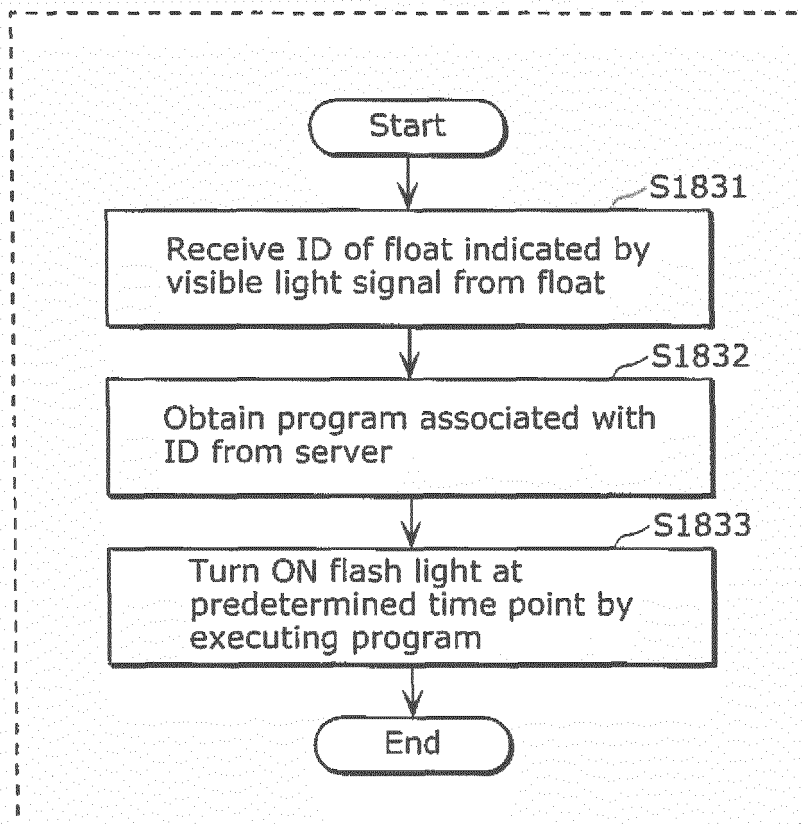 Start
S1831
Receive ID of float indicated by
visible light signal from float
S1832
Obtain program associated with
ID from server
S1833
Turn ON flash light at
predetermined time point by
executing program
End